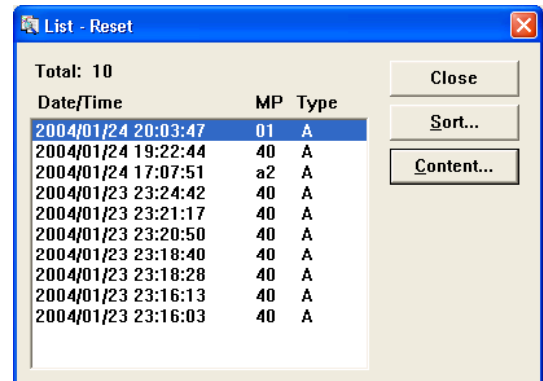 List - Reset
Total: 10
Close
Date/Time MP Type
Sort...
2004/01/24 20:03:47 01 A
2004/01/24 19:22:44 40 A
Content...
2004/01/24 17:07:51 a2 A
2004/01/23 23:24:42 40 A
2004/01/23 23:21:17 40 A
2004/01/23 23:20:50 40 A
2004/01/23 23:18:40 40 A
2004/01/23 23:18:28 40 A
2004/01/23 23:16:13 40 A
2004/01/23 23:16:03 40 A